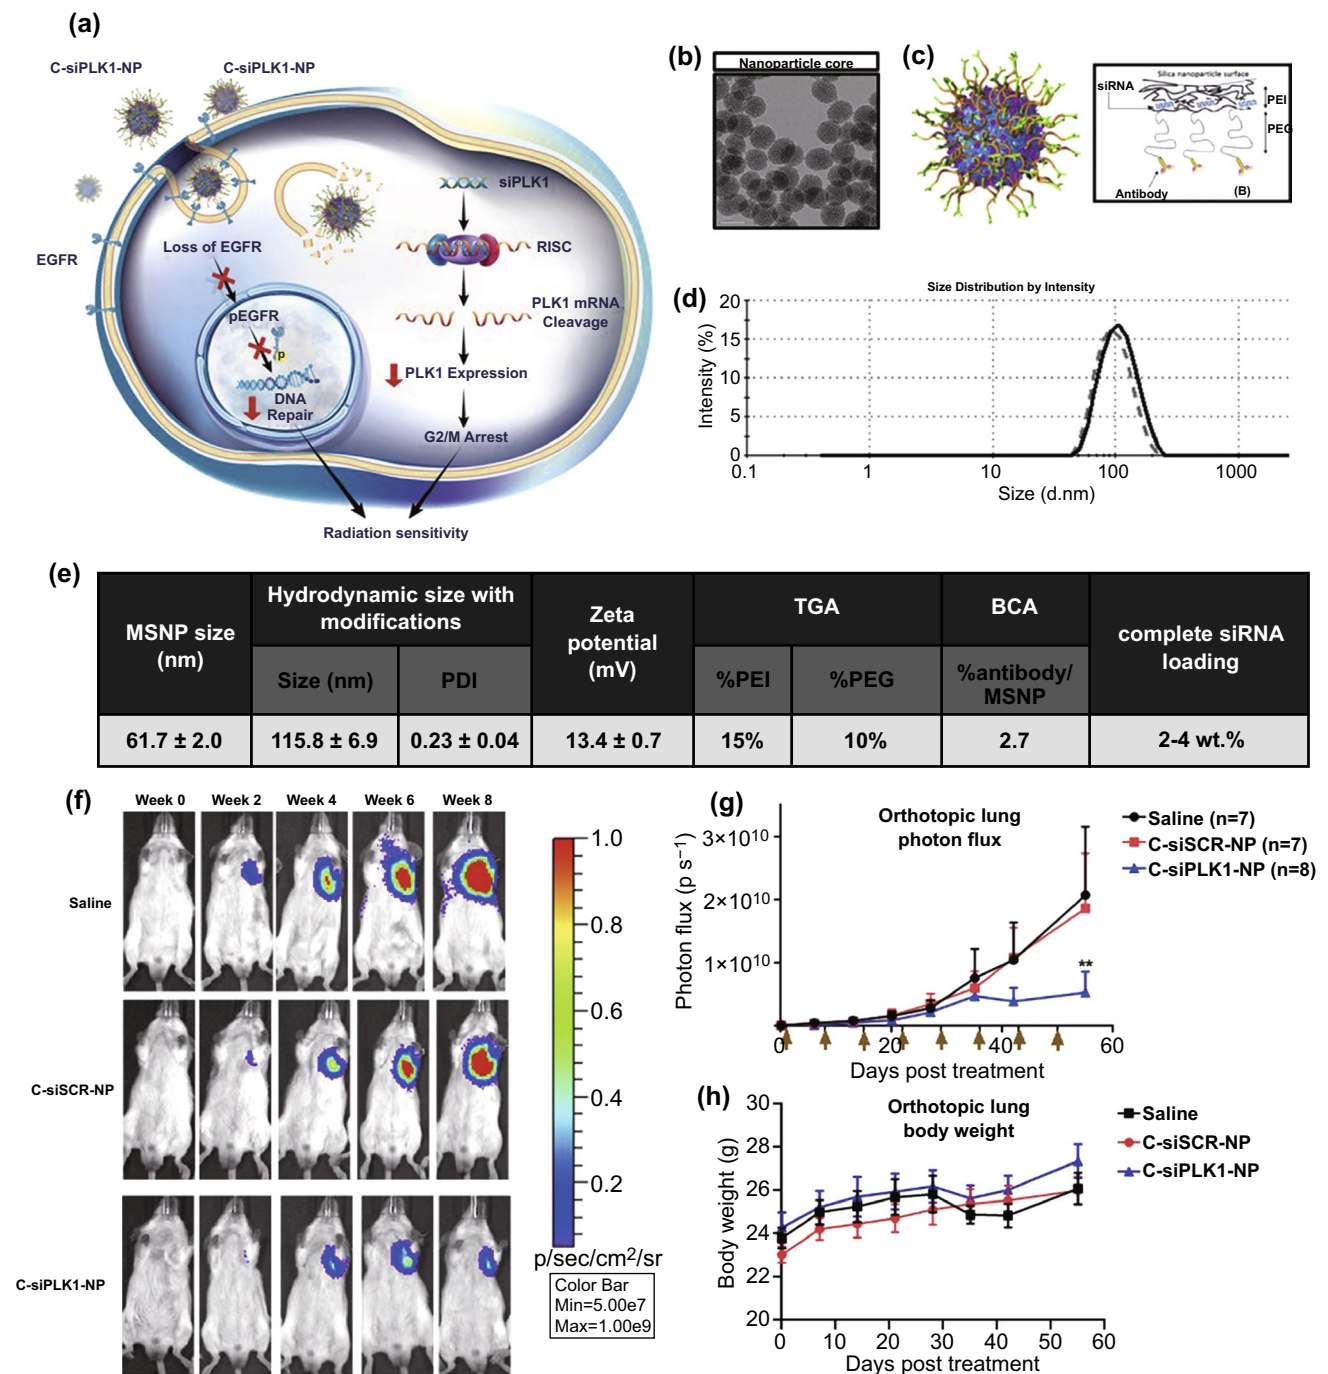 (a)
C-siPLK1-NP
C-siPLK1-NP
EGFR
Loss of EGFR
pEGFR
p
DNA
Repair
siPLK1
RISC
PLK1 mRNA
Cleavage
PLK1 Expression
G2/M Arrest
Radiation sensitivity
(b)
Nanoparticle core
(c)
Silica nanoparticle surface
siRNA
PEI
PEG
Antibody
(B)
(d)
Size Distribution by Intensity
Intensity (%)
20
15
10
5
0
0.1 1 10 100 1000
Size (d.nm)
(e)
MSNP size
(nm)
Hydrodynamic size with
modifications
Size (nm) PDI
Zeta
potential
(mV)
TGA
%PEI %PEG
BCA
%antibody/
MSNP
complete siRNA
loading
61.7 ± 2.0 115.8 ± 6.9 0.23 ± 0.04 13.4 ± 0.7 15% 10% 2.7 2-4 wt.%
(f)
Week 0 Week 2 Week 4 Week 6 Week 8
Saline
C-siSCR-NP
C-siPLK1-NP
1.0
0.8
0.6
0.4
0.2
p/sec/cm²/sr
Color Bar
Min=5.00e7
Max=1.00e9
(g)
Orthotopic lung
photon flux
Photon flux (p s⁻¹)
3×10¹⁰
2×10¹⁰
1×10¹⁰
**
0 20 40 60
Days post treatment
Saline (n=7)
C-siSCR-NP (n=7)
C-siPLK1-NP (n=8)
(h)
Orthotopic lung
body weight
Body weight (g)
30
28
26
24
22
20
0 10 20 30 40 50 60
Days post treatment
Saline
C-siSCR-NP
C-siPLK1-NP